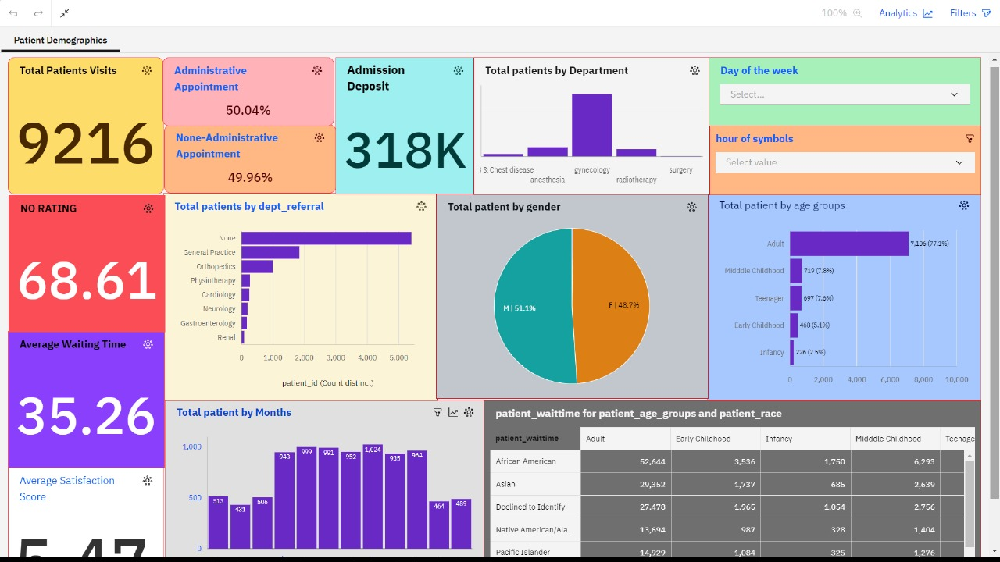 100%
Analytics
Filters
Patient Demographics
Total Patients Visits
9216
Administrative
Appointment
50.04%
None-Administrative
Appointment
49.96%
Admission
Deposit
318K
Total patients by Department
& Chest disease
gynecology
surgery
anesthesia
radiotherapy
Day of the week
Select...
hour of symbols
Select value
NO RATING
68.61
Total patients by dept_referral
None
General Practice
Orthopedics
Physiotherapy
Cardiology
Neurology
Gastroenterology
Renal
0 1,000 2,000 3,000 4,000 5,000
patient_id (Count distinct)
Total patient by gender
M | 51.1%
F | 48.7%
Total patient by age groups
Adult 7,106 (77.1%)
Midddle Childhood 719 (7.8%)
Teenager 697 (7.6%)
Early Childhood 468 (5.1%)
Infancy 226 (2.5%)
0 2,000 4,000 6,000 8,000 10,000
Average Waiting Time
35.26
Average Satisfaction
Score
5.47
Total patient by Months
1,000
500
0
513 431 506 948 999 991 952 1,024 935 964 464 489
patient_waittime for patient_age_groups and patient_race
patient_waittime Adult Early Childhood Infancy Midddle Childhood Teenage
African American 52,644 3,536 1,750 6,293
Asian 29,352 1,737 685 2,639
Declined to Identify 27,478 1,965 1,054 2,756
Native American/Ala... 13,694 987 328 1,404
Pacific Islander 14,929 1,084 325 1,276